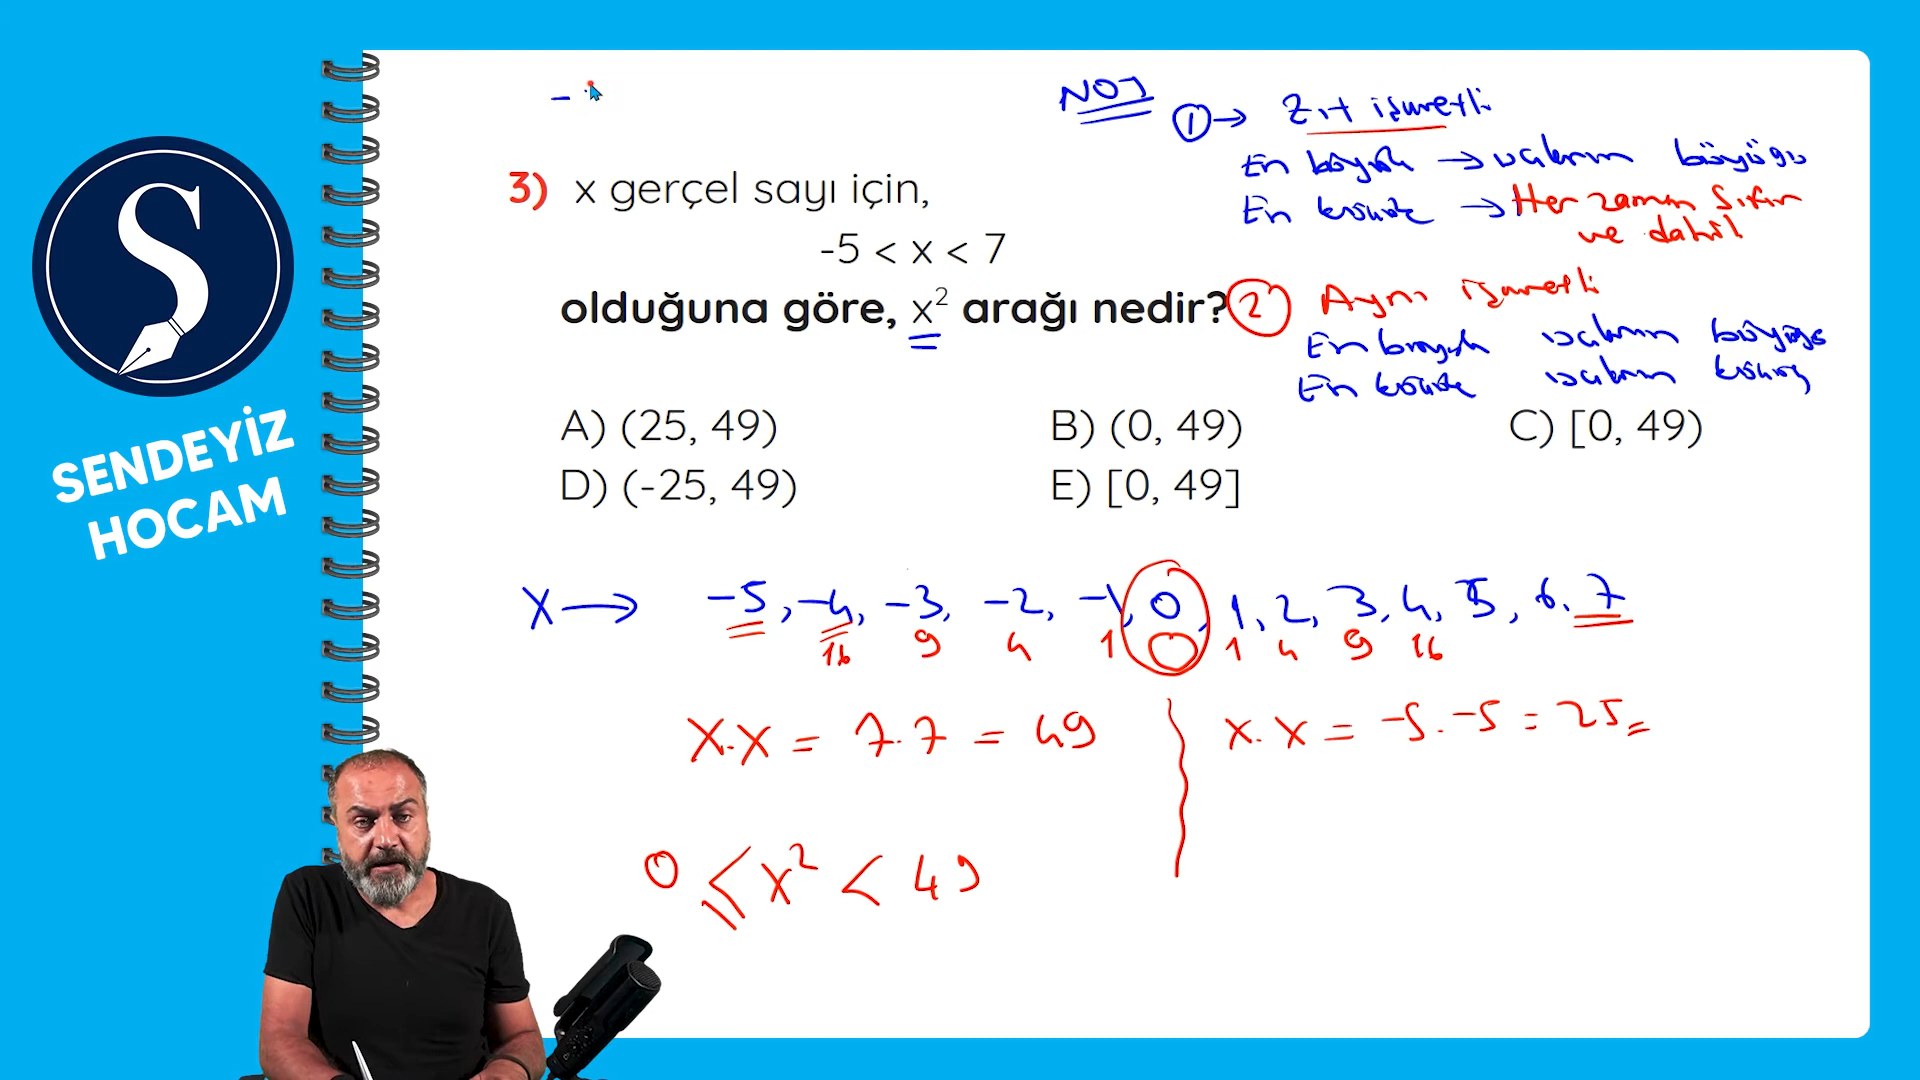 SENDEYİZ
HOCAM
3) x gerçel sayı için,
-5 < x < 7
olduğuna göre, x² arağı nedir?
A) (25, 49)
B) (0, 49)
C) [0, 49)
D) (-25, 49)
E) [0, 49]
NOT
① → Zıt işaretli
En büyük → uçların büyüğü
En küçük → Her zaman sıfır
ve dahil
② Aynı işaretli
En büyük uçların büyüğü
En küçük uçların küçüğü
X → -5, -4, -3, -2, -1, 0, 1, 2, 3, 4, 5, 6, 7
16 9 4 1 0 1 4 9 16
X.X = 7.7 = 49
X.X = -5.-5 = 25
0 ≤ x² < 49